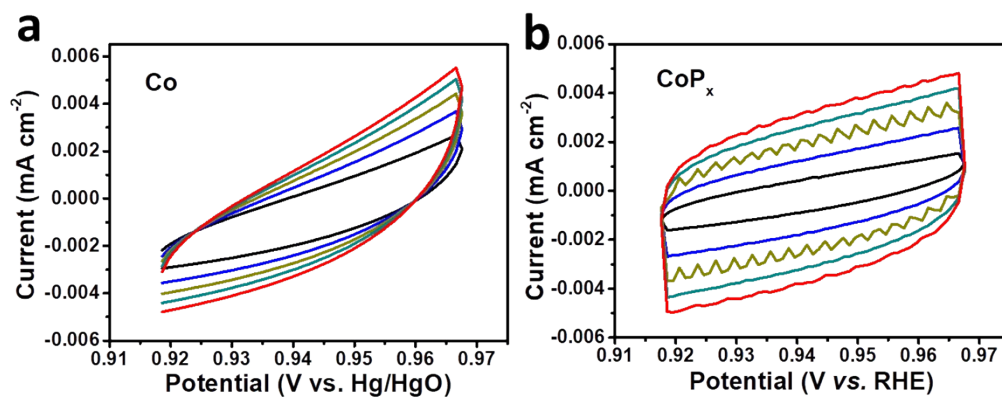 a
Co
0.006
0.004
0.002
0.000
-0.002
-0.004
-0.006
0.91 0.92 0.93 0.94 0.95 0.96 0.97
Current (mA cm-2)
Potential (V vs. Hg/HgO)
b
CoPx
0.006
0.004
0.002
0.000
-0.002
-0.004
-0.006
0.91 0.92 0.93 0.94 0.95 0.96 0.97
Current (mA cm-2)
Potential (V vs. RHE)